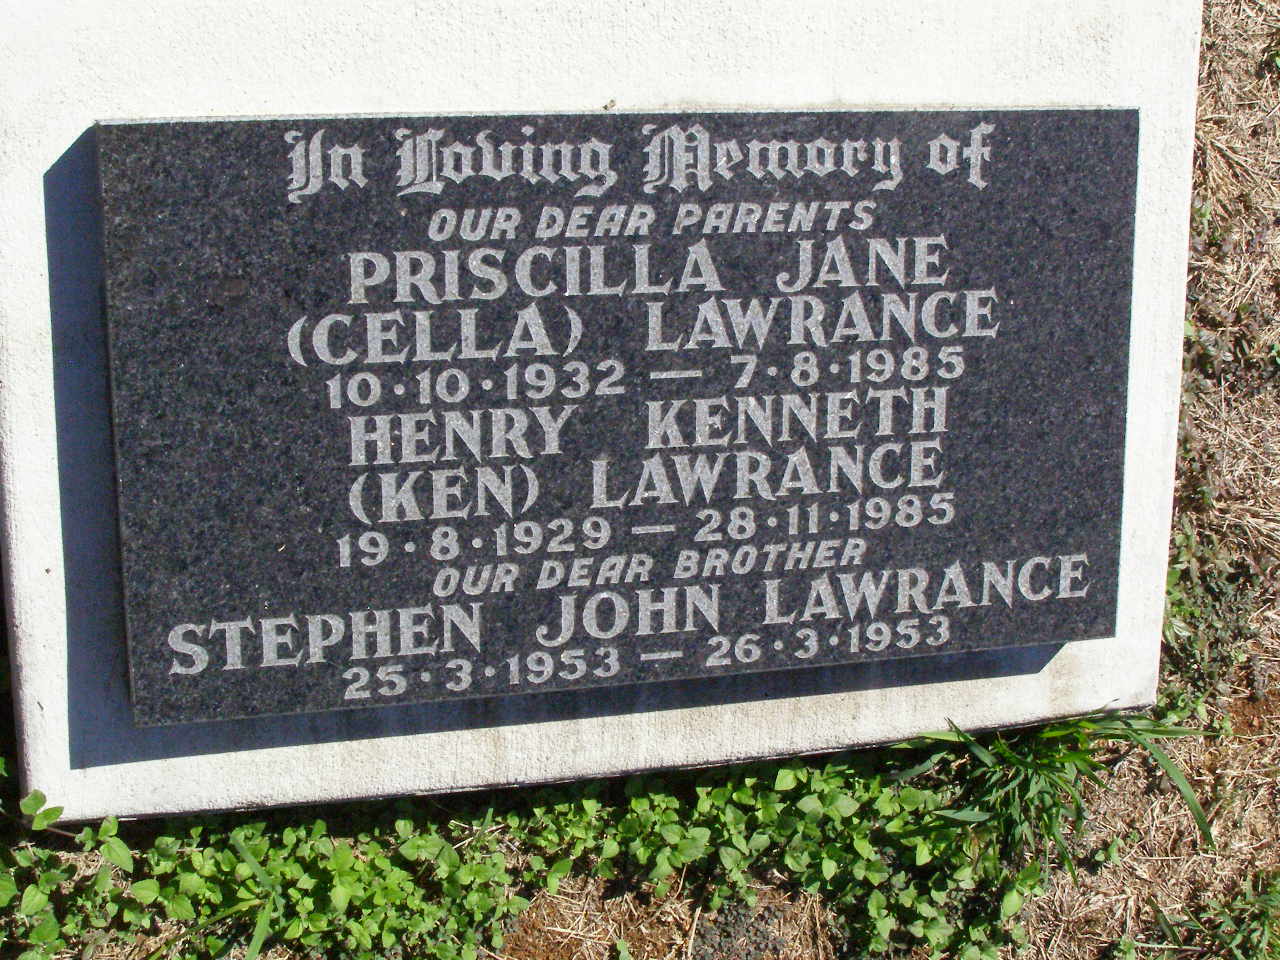 In Loving Memory of
OUR DEAR PARENTS
PRISCILLA JANE
(CELLA) LAWRANCE
10·10·1932 – 7·8·1985
HENRY KENNETH
(KEN) LAWRANCE
19·8·1929 – 28·11·1985
OUR DEAR BROTHER
STEPHEN JOHN LAWRANCE
25·3·1953 – 26·3·1953